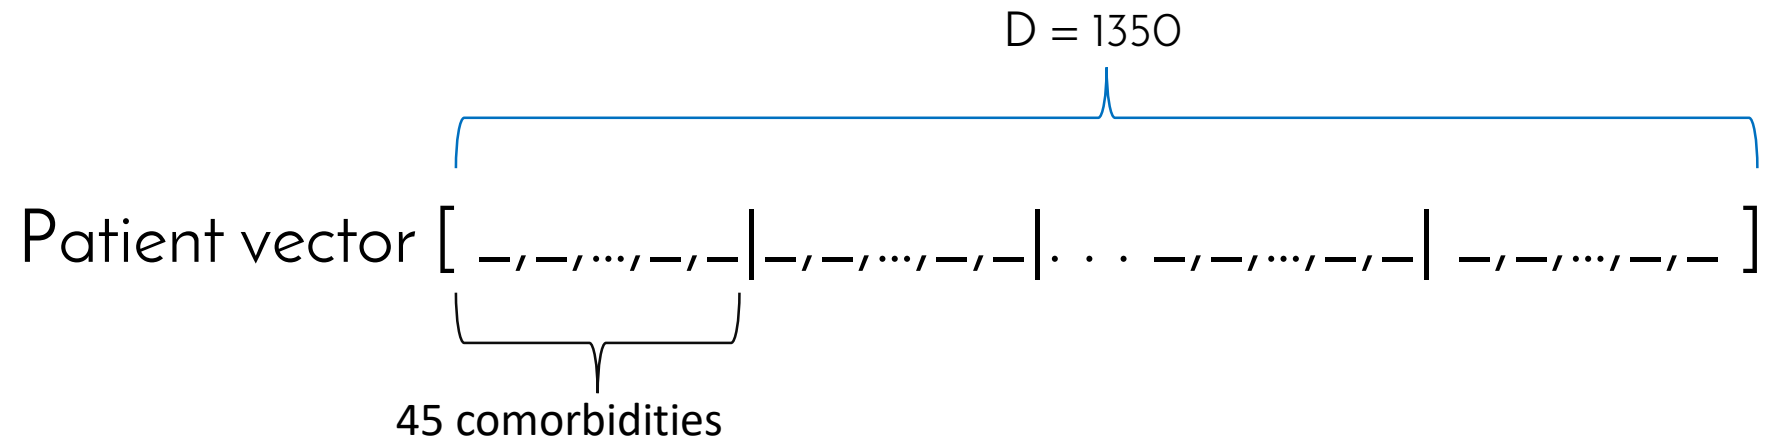 D = 1350
Patient vector [ _,_,...,_,_|_,_,...,_,_|. . . _,_,...,_,_| _,_,...,_,_ ]
45 comorbidities